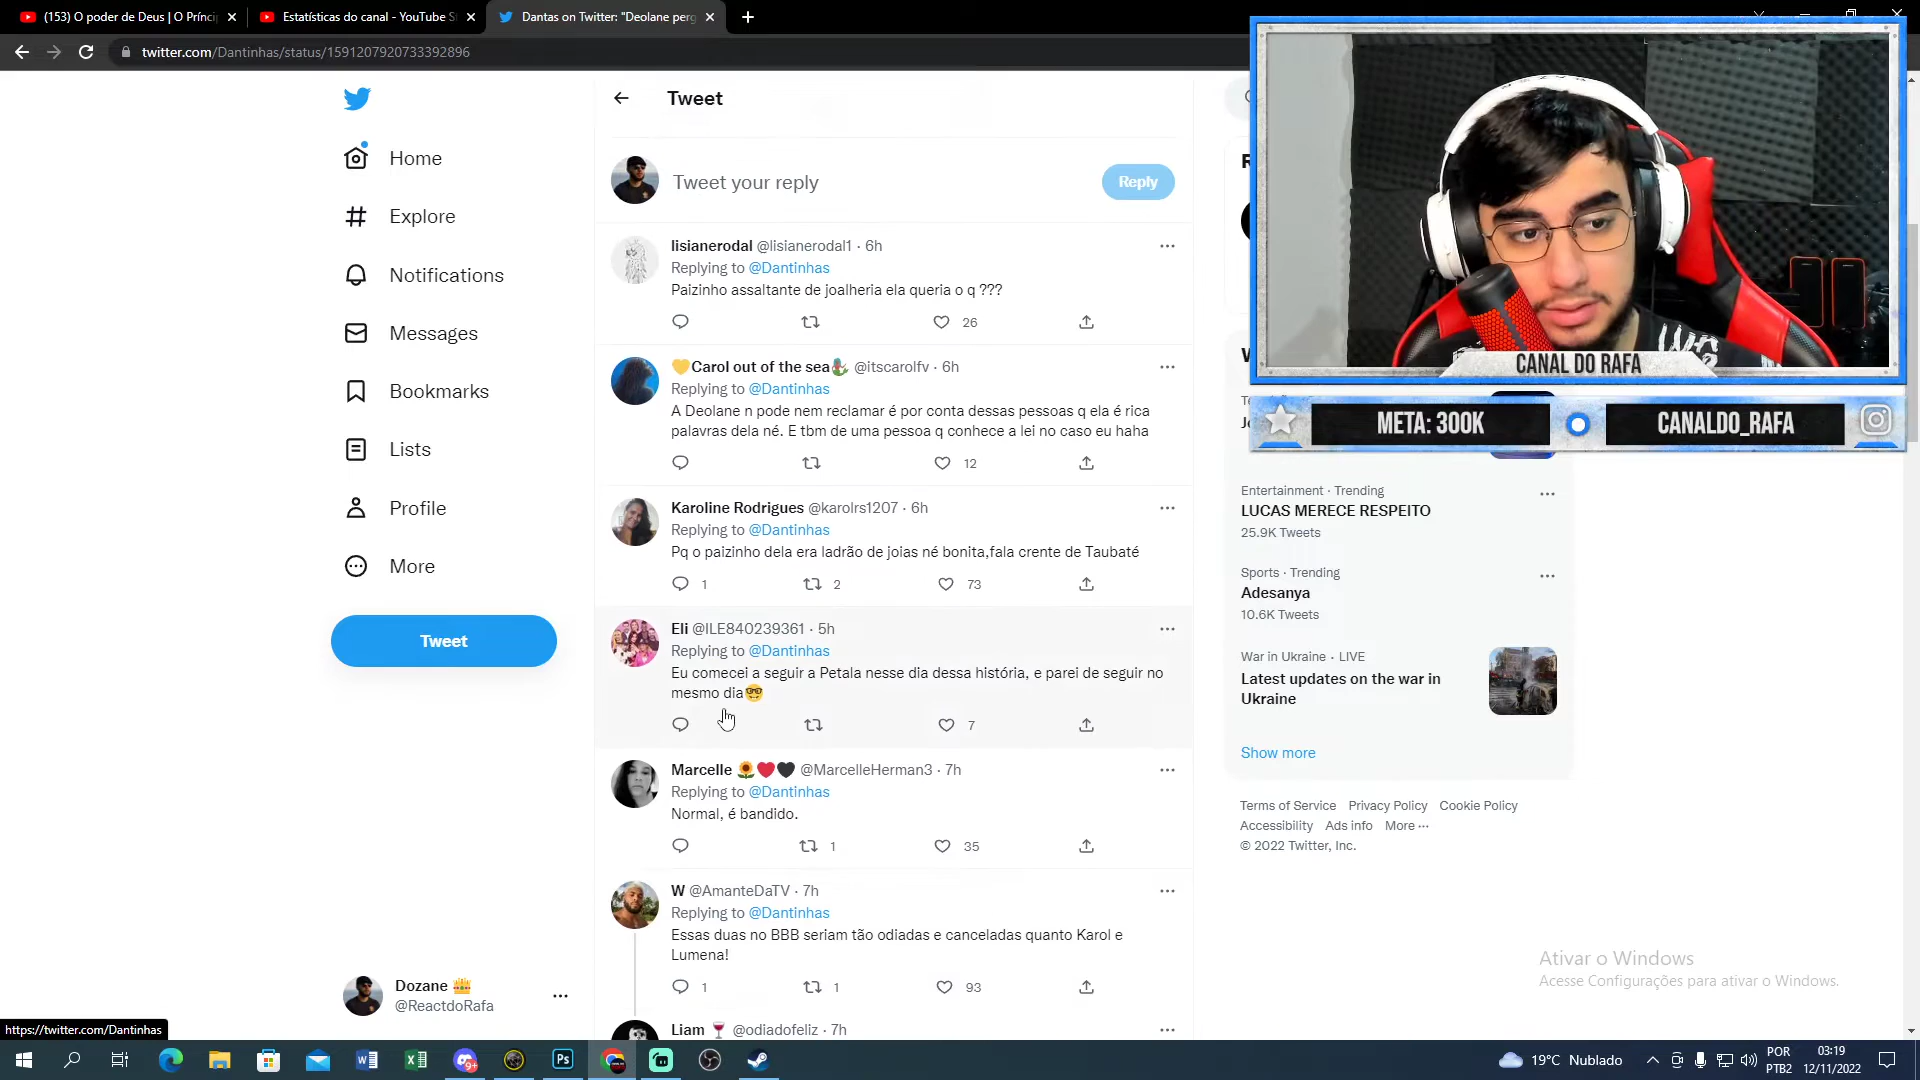 (153) O poder de Deus | O Prínci
Estatísticas do canal - YouTube S
Dantas on Twitter: "Deolane perg
twitter.com/Dantinhas/status/1591207920733392896
Home
Explore
Notifications
Messages
Bookmarks
Lists
Profile
More
Tweet
Dozane 👑
@ReactdoRafa
https://twitter.com/Dantinhas
Tweet
Tweet your reply
Reply
lisianerodal @lisianerodal1 · 6h
Replying to @Dantinhas
Paizinho assaltante de joalheria ela queria o q ???
26
💛Carol out of the sea🧜‍♀️ @itscarolfv · 6h
Replying to @Dantinhas
A Deolane n pode nem reclamar é por conta dessas pessoas q ela é rica
palavras dela né. E tbm de uma pessoa q conhece a lei no caso eu haha
12
Karoline Rodrigues @karolrs1207 · 6h
Replying to @Dantinhas
Pq o paizinho dela era ladrão de joias né bonita,fala crente de Taubaté
1 2 73
Eli @ILE840239361 · 5h
Replying to @Dantinhas
Eu comecei a seguir a Petala nesse dia dessa história, e parei de seguir no
mesmo dia🤓
7
Marcelle 🌻❤️🖤 @MarcelleHerman3 · 7h
Replying to @Dantinhas
Normal, é bandido.
1 35
W @AmanteDaTV · 7h
Replying to @Dantinhas
Essas duas no BBB seriam tão odiadas e canceladas quanto Karol e
Lumena!
1 1 93
Liam 🍷 @odiadofeliz · 7h
CANAL DO RAFA
META: 300K
CANALDO_RAFA
Entertainment · Trending
LUCAS MERECE RESPEITO
25.9K Tweets
Sports · Trending
Adesanya
10.6K Tweets
War in Ukraine · LIVE
Latest updates on the war in
Ukraine
Show more
Terms of Service Privacy Policy Cookie Policy
Accessibility Ads info More ···
© 2022 Twitter, Inc.
Ativar o Windows
Acesse Configurações para ativar o Windows.
19°C Nublado
POR
PTB2
03:19
12/11/2022